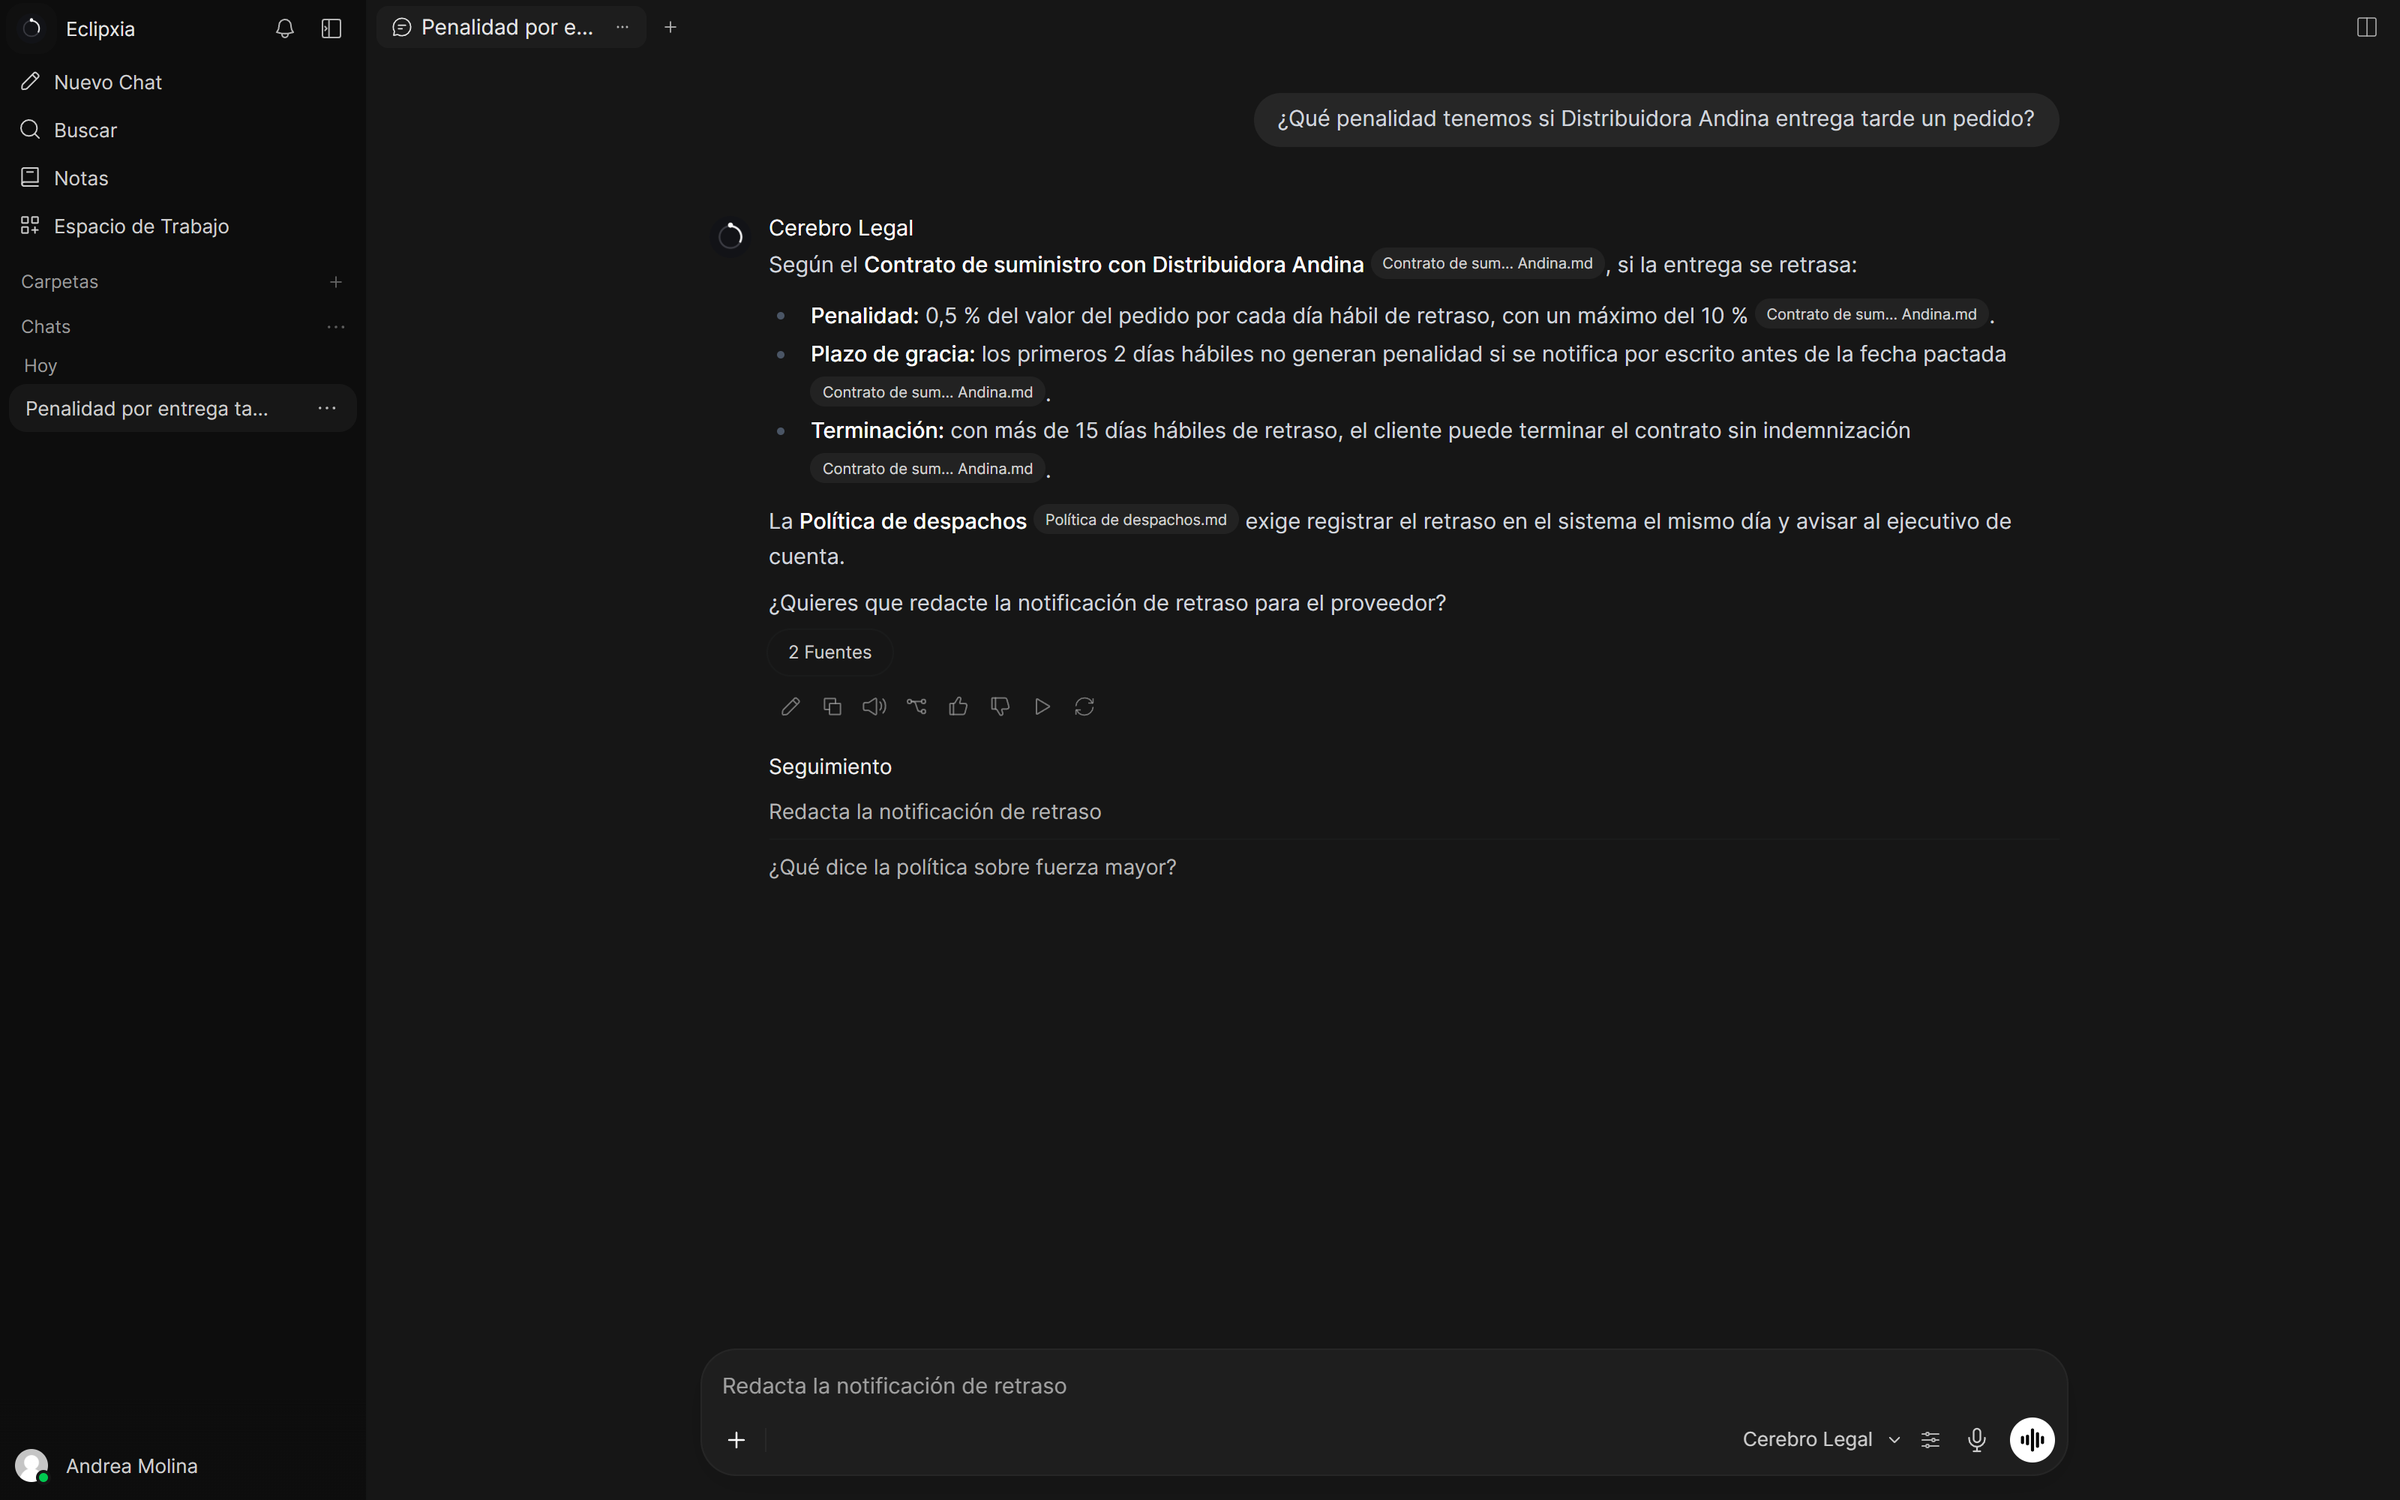 Eclipxia
Nuevo Chat
Buscar
Notas
Espacio de Trabajo
Carpetas
Chats
Hoy
Penalidad por entrega ta...
Andrea Molina
Penalidad por e...
¿Qué penalidad tenemos si Distribuidora Andina entrega tarde un pedido?
Cerebro Legal
Según el Contrato de suministro con Distribuidora Andina Contrato de sum... Andina.md , si la entrega se retrasa:
Penalidad: 0,5 % del valor del pedido por cada día hábil de retraso, con un máximo del 10 % Contrato de sum... Andina.md .
Plazo de gracia: los primeros 2 días hábiles no generan penalidad si se notifica por escrito antes de la fecha pactada
Contrato de sum... Andina.md .
Terminación: con más de 15 días hábiles de retraso, el cliente puede terminar el contrato sin indemnización
Contrato de sum... Andina.md .
La Política de despachos Política de despachos.md exige registrar el retraso en el sistema el mismo día y avisar al ejecutivo de
cuenta.
¿Quieres que redacte la notificación de retraso para el proveedor?
2 Fuentes
Seguimiento
Redacta la notificación de retraso
¿Qué dice la política sobre fuerza mayor?
Redacta la notificación de retraso
Cerebro Legal